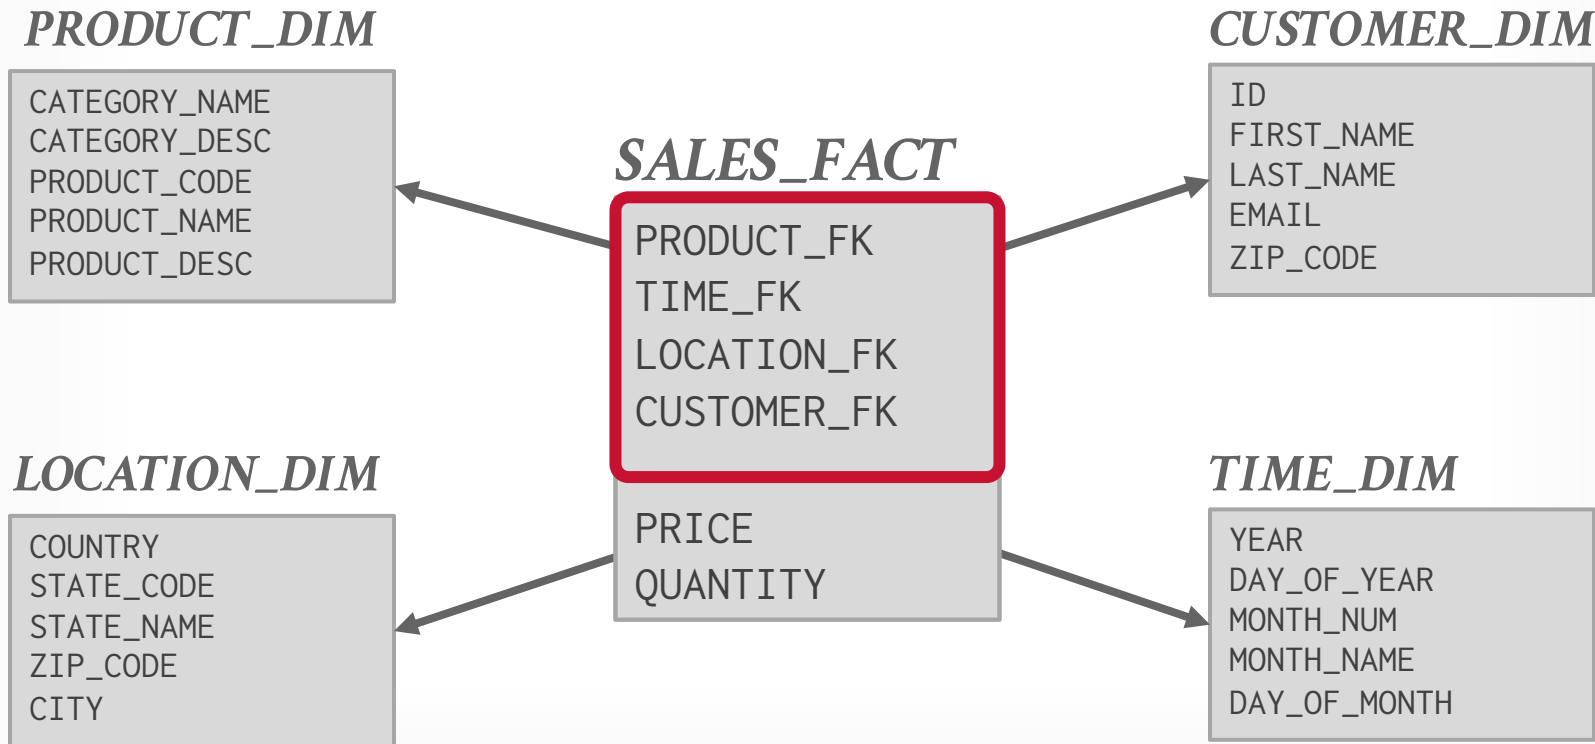 PRODUCT_DIM
CATEGORY_NAME
CATEGORY_DESC
PRODUCT_CODE
PRODUCT_NAME
PRODUCT_DESC
CUSTOMER_DIM
ID
FIRST_NAME
LAST_NAME
EMAIL
ZIP_CODE
SALES_FACT
PRODUCT_FK
TIME_FK
LOCATION_FK
CUSTOMER_FK
PRICE
QUANTITY
LOCATION_DIM
COUNTRY
STATE_CODE
STATE_NAME
ZIP_CODE
CITY
TIME_DIM
YEAR
DAY_OF_YEAR
MONTH_NUM
MONTH_NAME
DAY_OF_MONTH